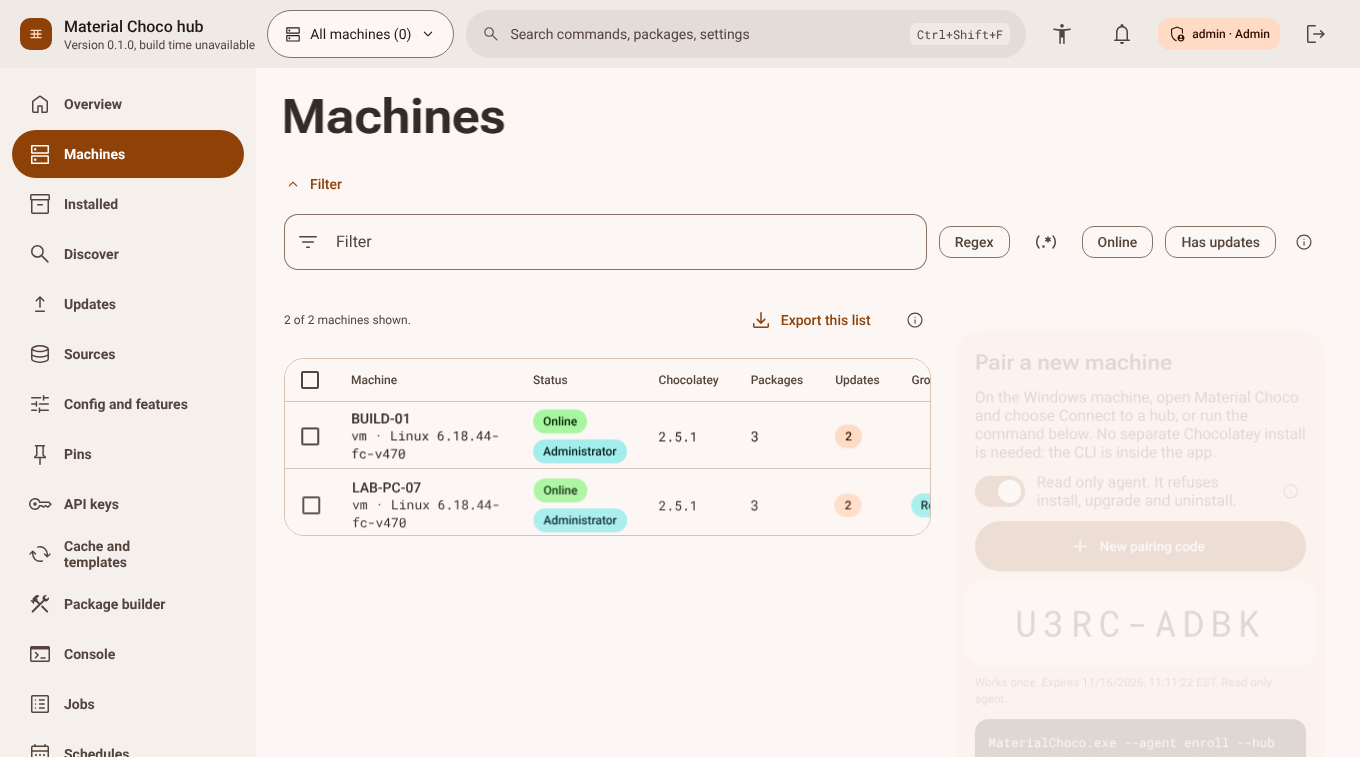 Material Choco hub
Version 0.1.0, build time unavailable
All machines (0)
Search commands, packages, settings
Ctrl+Shift+F
admin · Admin
Overview
Machines
Installed
Discover
Updates
Sources
Config and features
Pins
API keys
Cache and
templates
Package builder
Console
Jobs
Schedules
Machines
Filter
Filter
Regex
(.*)
Online
Has updates
2 of 2 machines shown.
Export this list
Machine Status Chocolatey Packages Updates Gro
BUILD-01
vm · Linux 6.18.44-
fc-v470
Online
Administrator
2.5.1
3
2
LAB-PC-07
vm · Linux 6.18.44-
fc-v470
Online
Administrator
2.5.1
3
2
Re
Pair a new machine
On the Windows machine, open Material Choco
and choose Connect to a hub, or run the
command below. No separate Chocolatey install
is needed: the CLI is inside the app.
Read only agent. It refuses
install, upgrade and uninstall.
New pairing code
U3RC-ADBK
Works once. Expires 11/16/2026, 11:11:22 EST. Read only
agent.
MaterialChoco.exe --agent enroll --hub